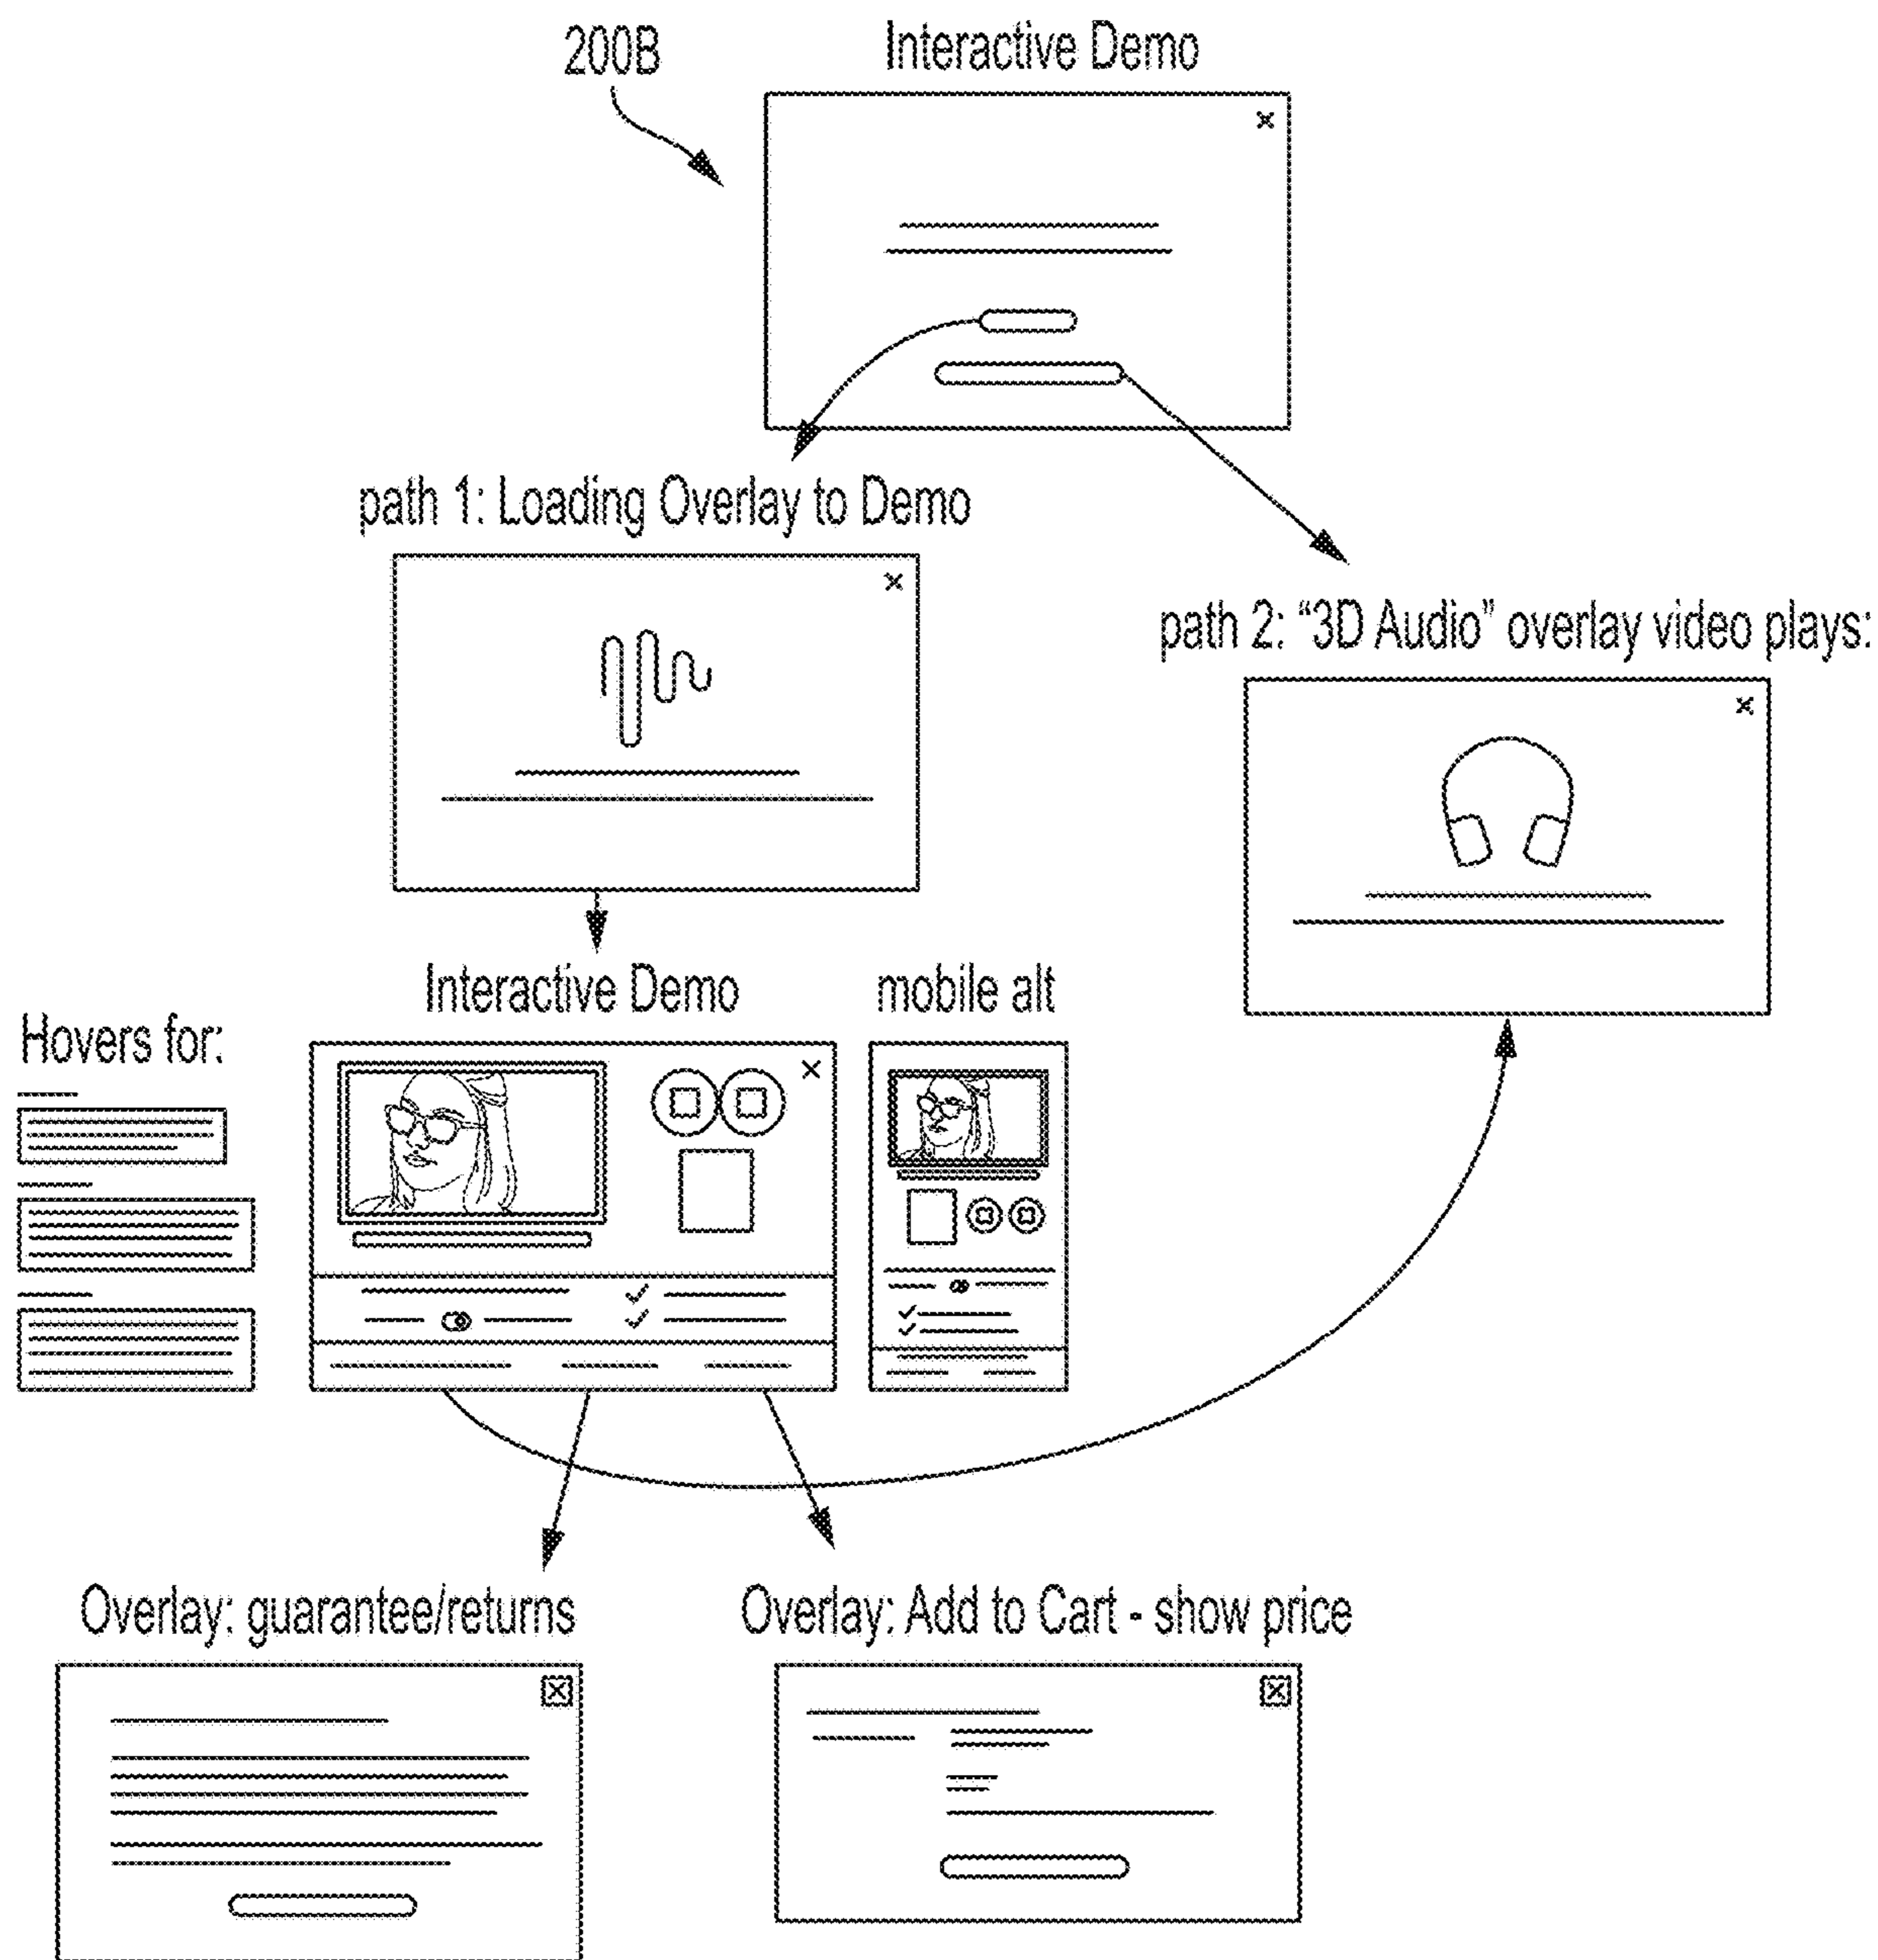 200B
Interactive Demo
path 1: Loading Overlay to Demo
path 2: “3D Audio” overlay video plays:
Interactive Demo
mobile alt
Hovers for:
Overlay: guarantee/returns
Overlay: Add to Cart - show price